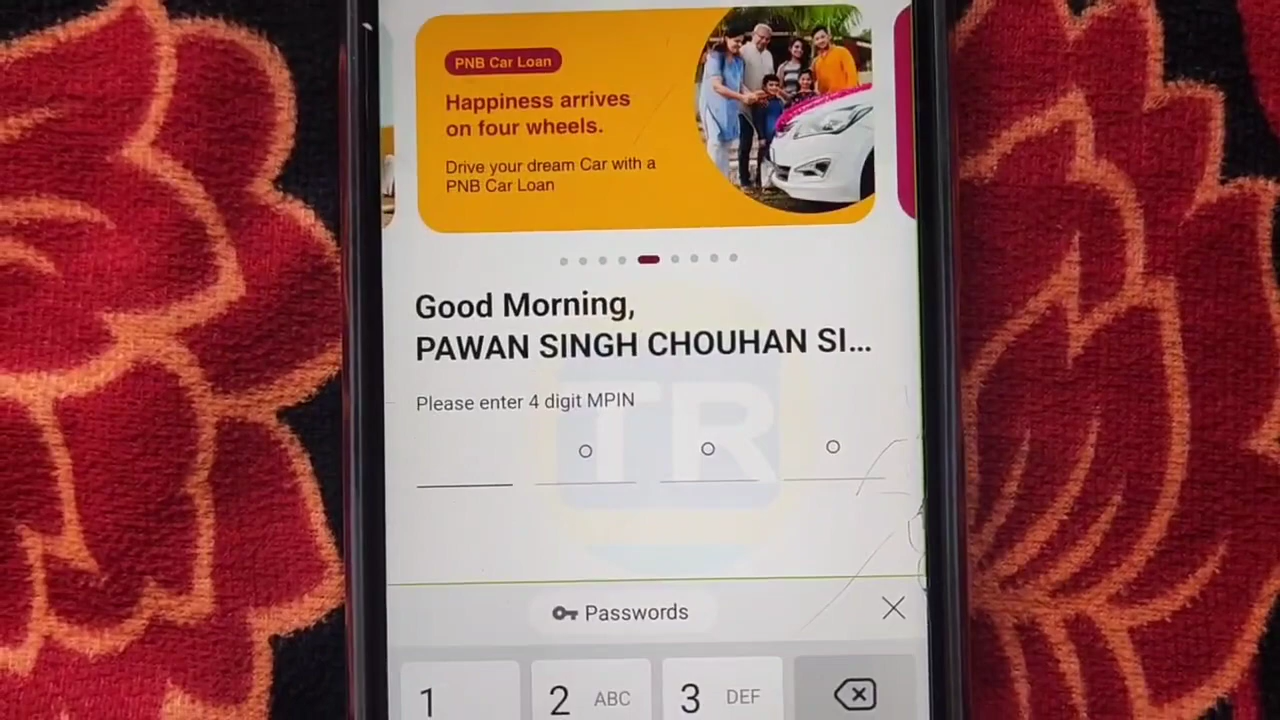 PNB Car Loan
Happiness arrives
on four wheels.
Drive your dream Car with a
PNB Car Loan
Good Morning,
PAWAN SINGH CHOUHAN SI...
Please enter 4 digit MPIN
TR
Passwords
1
2 ABC
3 DEF